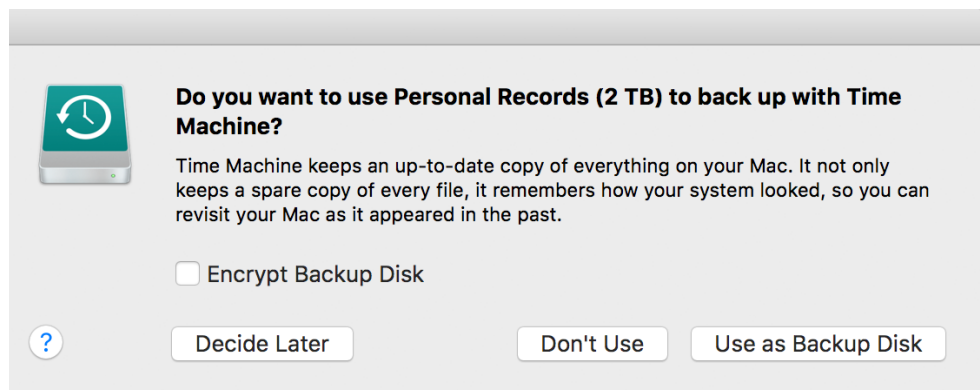 Do you want to use Personal Records (2 TB) to back up with Time
Machine?
Time Machine keeps an up-to-date copy of everything on your Mac. It not only
keeps a spare copy of every file, it remembers how your system looked, so you can
revisit your Mac as it appeared in the past.
Encrypt Backup Disk
?
Decide Later
Don't Use
Use as Backup Disk